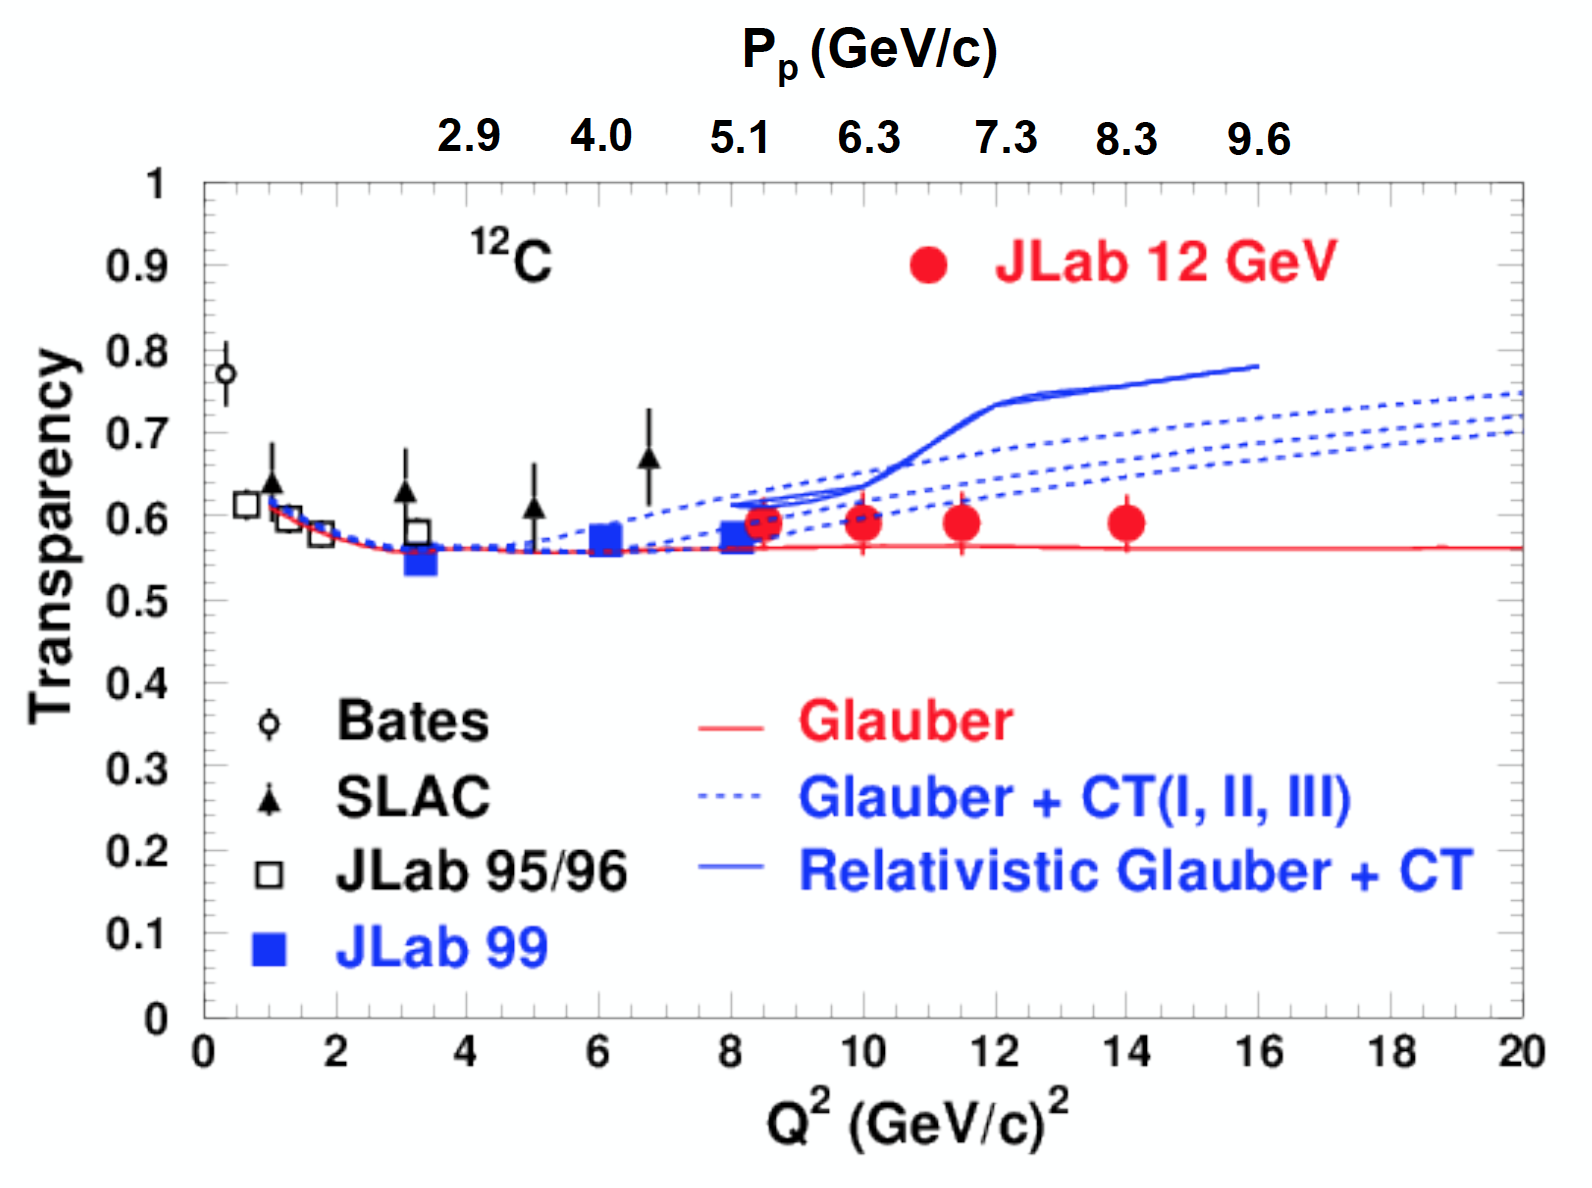 Pp (GeV/c)
2.9 4.0 5.1 6.3 7.3 8.3 9.6
1
0.9
0.8
0.7
0.6
0.5
0.4
0.3
0.2
0.1
0
Transparency
12C
JLab 12 GeV
Bates
SLAC
JLab 95/96
JLab 99
Glauber
Glauber + CT(I, II, III)
Relativistic Glauber + CT
0 2 4 6 8 10 12 14 16 18 20
Q2 (GeV/c)2